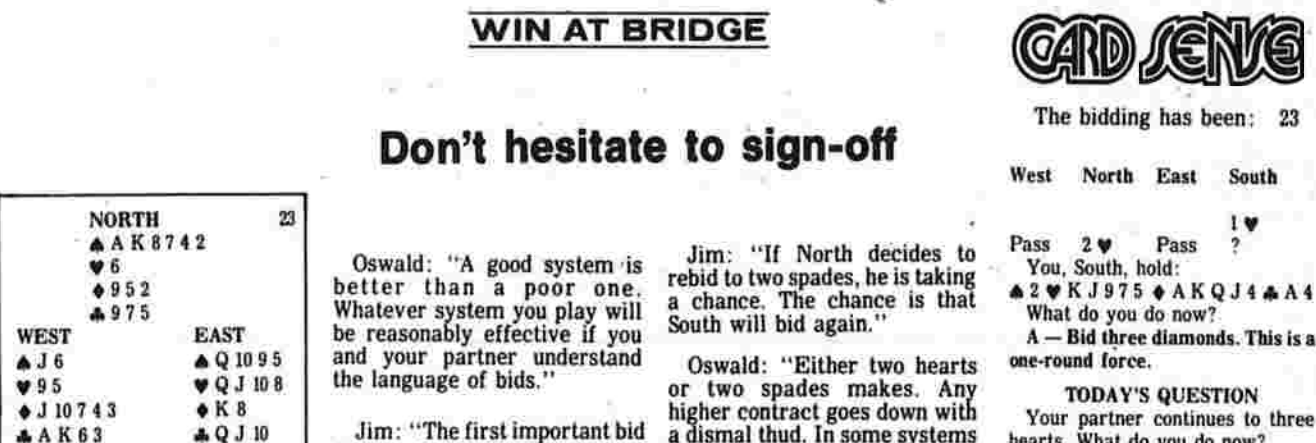 WIN AT BRIDGE
Don't hesitate to sign-off
NORTH 23
♠ A K 8 7 4 2
♥ 6
♦ 9 5 2
♣ 9 7 5
WEST EAST
♠ J 6 ♠ Q 10 9 5
♥ 9 5 ♥ Q J 10 8
♦ J 10 7 4 3 ♦ K 8
♣ A K 6 3 ♣ Q J 10
Oswald: "A good system is
better than a poor one.
Whatever system you play will
be reasonably effective if you
and your partner understand
the language of bids."
Jim: "The first important bid
Jim: "If North decides to
rebid to two spades, he is taking
a chance. The chance is that
South will bid again."
Oswald: "Either two hearts
or two spades makes. Any
higher contract goes down with
a dismal thud. In some systems
CARD SENSE
The bidding has been: 23
West North East South
1 ♥
Pass 2 ♥ Pass ?
You, South, hold:
♠ 2 ♥ K J 9 7 5 ♦ A K Q J 4 ♣ A 4
What do you do now?
A — Bid three diamonds. This is a
one-round force.
TODAY'S QUESTION
Your partner continues to three
hearts. What do you do now?